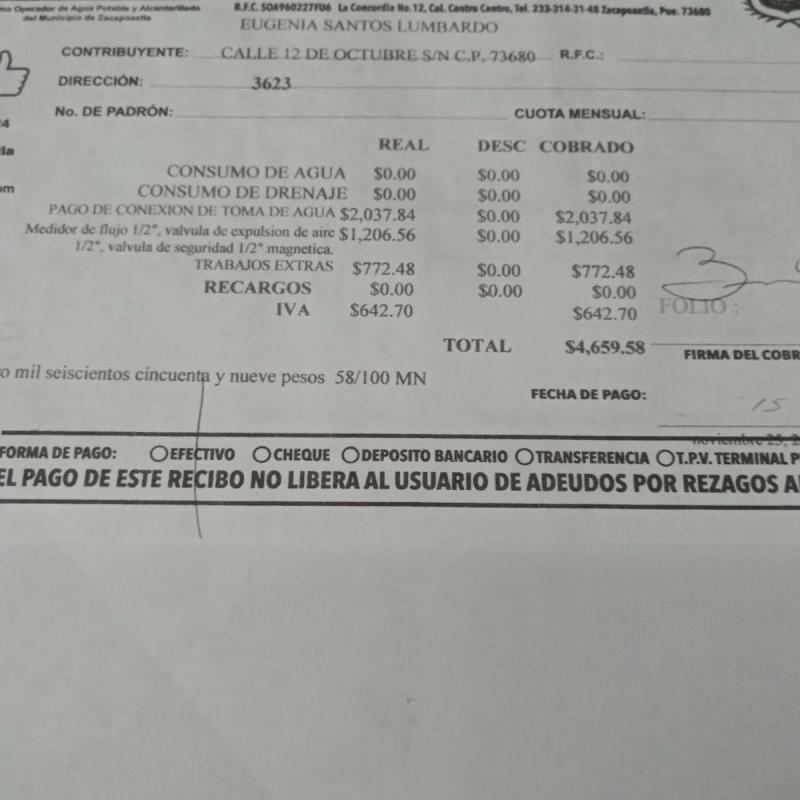 Operador de Agua Potable y Alcantarillado
del Municipio de Zacapoaxtla
R.F.C. SOA960227FU6 La Concordia No.12, Col. Centro Centro, Tel. 233-314-31-48 Zacapoaxtla, Pue. 73680
EUGENIA SANTOS LUMBARDO
CONTRIBUYENTE: CALLE 12 DE OCTUBRE S/N C.P. 73680 R.F.C.:
DIRECCIÓN: 3623
No. DE PADRÓN: CUOTA MENSUAL:
REAL DESC COBRADO
CONSUMO DE AGUA $0.00 $0.00 $0.00
CONSUMO DE DRENAJE $0.00 $0.00 $0.00
PAGO DE CONEXION DE TOMA DE AGUA $2,037.84 $0.00 $2,037.84
Medidor de flujo 1/2", valvula de expulsion de aire $1,206.56 $0.00 $1,206.56
1/2", valvula de seguridad 1/2" magnetica.
TRABAJOS EXTRAS $772.48 $0.00 $772.48
RECARGOS $0.00 $0.00 $0.00
IVA $642.70 $642.70
FOLIO :
TOTAL $4,659.58
FIRMA DEL COBR
o mil seiscientos cincuenta y nueve pesos 58/100 MN
FECHA DE PAGO:
15
noviembre 25, 2
FORMA DE PAGO: EFECTIVO CHEQUE DEPOSITO BANCARIO TRANSFERENCIA T.P.V. TERMINAL P
EL PAGO DE ESTE RECIBO NO LIBERA AL USUARIO DE ADEUDOS POR REZAGOS A